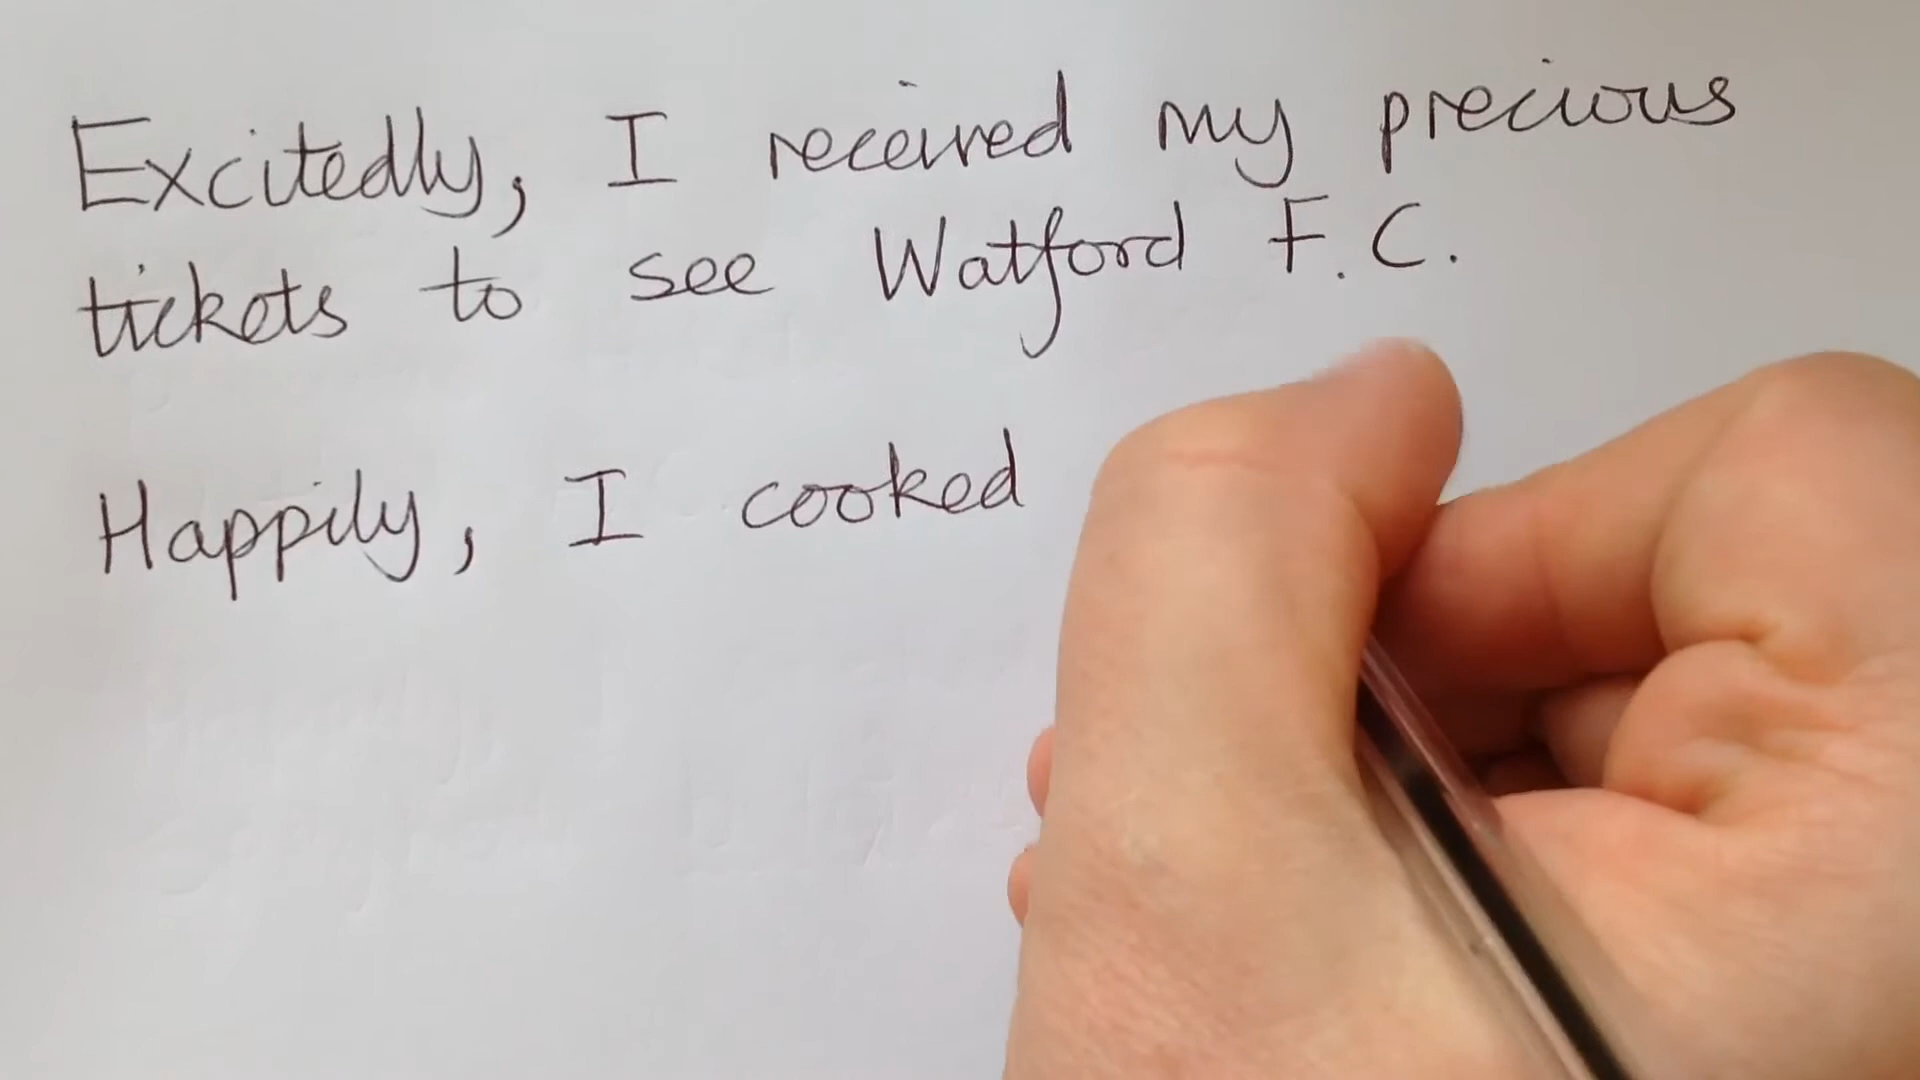 Excitedly, I received my precious
tickets to see Watford F.C.
Happily, I cooked